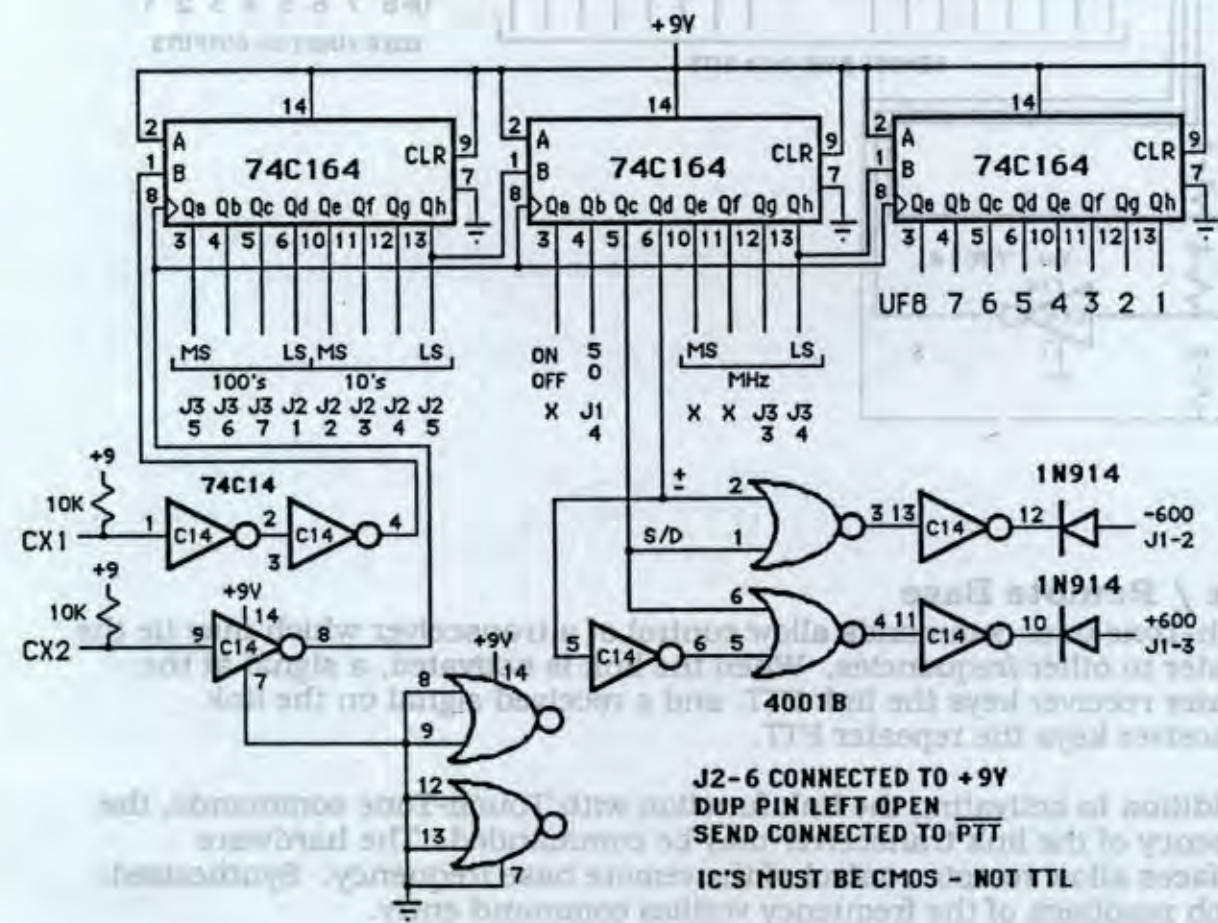 +9V
14 14 14
2 A 74C164 CLR 9
1 B 7
8 Qa Qb Qc Qd Qe Qf Qg Qh
3 4 5 6 10 11 12 13
2 A 74C164 CLR 9
1 B 7
8 Qa Qb Qc Qd Qe Qf Qg Qh
3 4 5 6 10 11 12 13
2 A 74C164 CLR 9
1 B 7
8 Qa Qb Qc Qd Qe Qf Qg Qh
3 4 5 6 10 11 12 13
UF8 7 6 5 4 3 2 1
MS LS MS LS
100's 10's
J3 J3 J3 J2 J2 J2 J2 J2
5 6 7 1 2 3 4 5
ON 5
OFF 0
X J1
4
MS LS
MHz
X X J3 J3
3 4
+9
10K
74C14
CX1 1 C14 2 3 C14 4
+9
10K
+9V
14
CX2 9 C14 8
7
±
2
S/D 1
3 13 C14 12 1N914 -600
J1-2
6
5 C14 6 5
4 11 C14 10 1N914 +600
J1-3
4001B
+9V
14
8
9
12
13
7
J2-6 CONNECTED TO +9V
DUP PIN LEFT OPEN
SEND CONNECTED TO PTT
IC'S MUST BE CMOS - NOT TTL